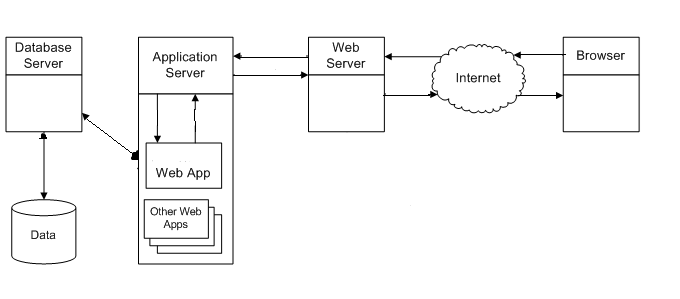 Database
Server
Application
Server
Web
Server
Internet
Browser
Web App
Other Web
Apps
Data